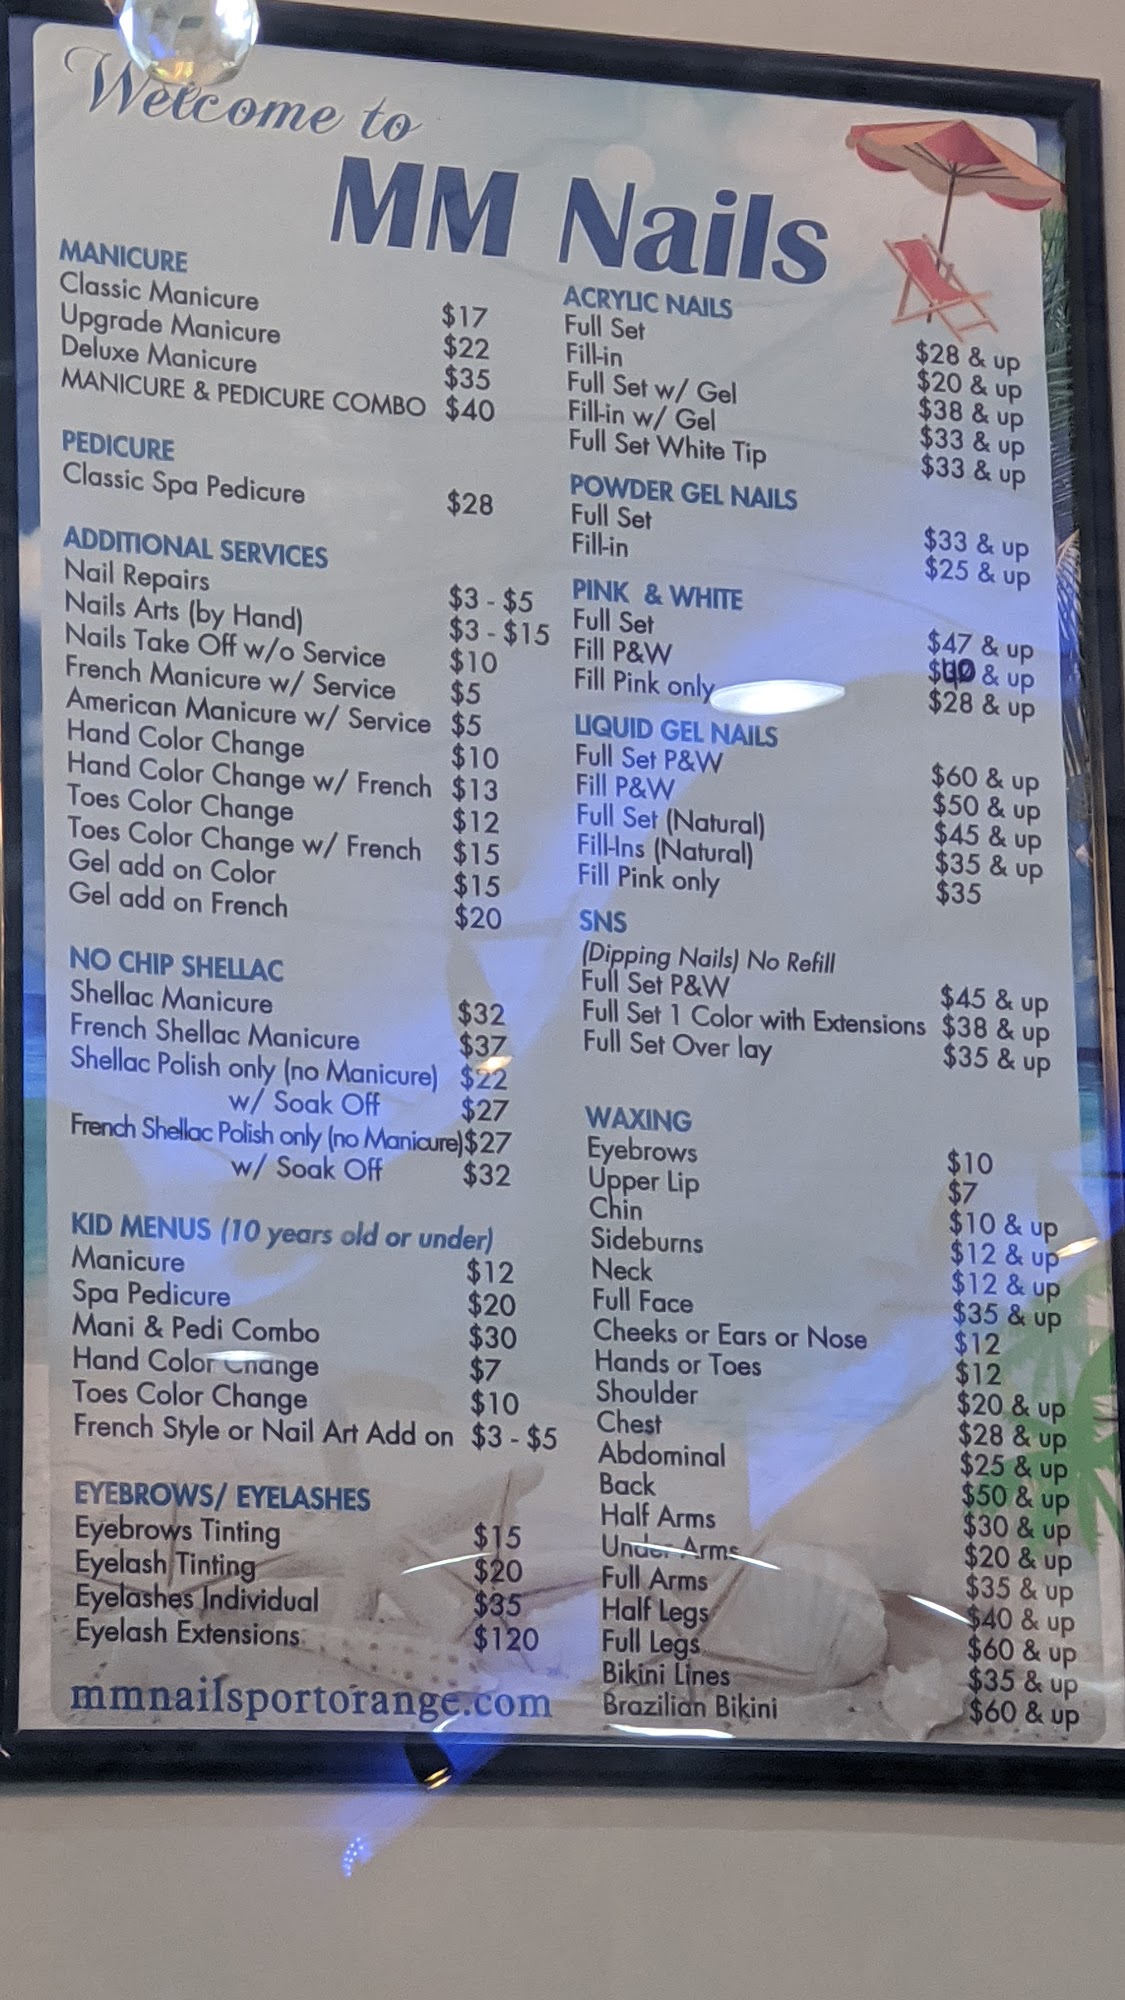 Welcome to
MM Nails
MANICURE
Classic Manicure $17
Upgrade Manicure $22
Deluxe Manicure $35
MANICURE & PEDICURE COMBO $40
PEDICURE
Classic Spa Pedicure $28
ADDITIONAL SERVICES
Nail Repairs $3 - $5
Nails Arts (by Hand) $3 - $15
Nails Take Off w/o Service $10
French Manicure w/ Service $5
American Manicure w/ Service $5
Hand Color Change $10
Hand Color Change w/ French $13
Toes Color Change $12
Toes Color Change w/ French $15
Gel add on Color $15
Gel add on French $20
NO CHIP SHELLAC
Shellac Manicure $32
French Shellac Manicure $37
Shellac Polish only (no Manicure) $22
w/ Soak Off $27
French Shellac Polish only (no Manicure) $27
w/ Soak Off $32
KID MENUS (10 years old or under)
Manicure $12
Spa Pedicure $20
Mani & Pedi Combo $30
Hand Color Change $7
Toes Color Change $10
French Style or Nail Art Add on $3 - $5
EYEBROWS/ EYELASHES
Eyebrows Tinting $15
Eyelash Tinting $20
Eyelashes Individual $35
Eyelash Extensions $120
mmnailsportorange.com
ACRYLIC NAILS
Full Set $28 & up
Fill-in $20 & up
Full Set w/ Gel $38 & up
Fill-in w/ Gel $33 & up
Full Set White Tip $33 & up
POWDER GEL NAILS
Full Set $33 & up
Fill-in $25 & up
PINK & WHITE
Full Set $47 & up
Fill P&W $40 & up
Fill Pink only $28 & up
LIQUID GEL NAILS
Full Set P&W $60 & up
Fill P&W $50 & up
Full Set (Natural) $45 & up
Fill-Ins (Natural) $35 & up
Fill Pink only $35
SNS
(Dipping Nails) No Refill
Full Set P&W $45 & up
Full Set 1 Color with Extensions $38 & up
Full Set Over lay $35 & up
WAXING
Eyebrows $10
Upper Lip $7
Chin $10 & up
Sideburns $12 & up
Neck $12 & up
Full Face $35 & up
Cheeks or Ears or Nose $12
Hands or Toes $12
Shoulder $20 & up
Chest $28 & up
Abdominal $25 & up
Back $50 & up
Half Arms $30 & up
Under Arms $20 & up
Full Arms $35 & up
Half Legs $40 & up
Full Legs $60 & up
Bikini Lines $35 & up
Brazilian Bikini $60 & up